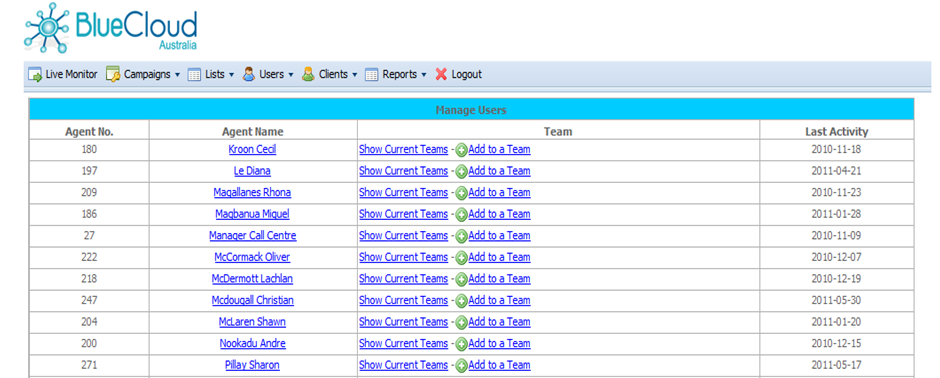 BlueCloud
Australia
Live Monitor Campaigns Lists Users Clients Reports Logout
Manage Users
Agent No. Agent Name Team Last Activity
180 Kroon Cecil Show Current Teams - Add to a Team 2010-11-18
197 Le Diana Show Current Teams - Add to a Team 2011-04-21
209 Magallanes Rhona Show Current Teams - Add to a Team 2010-11-23
186 Magbanua Miguel Show Current Teams - Add to a Team 2011-01-28
27 Manager Call Centre Show Current Teams - Add to a Team 2010-11-09
222 McCormack Oliver Show Current Teams - Add to a Team 2010-12-07
218 McDermott Lachlan Show Current Teams - Add to a Team 2010-12-19
247 Mcdougall Christian Show Current Teams - Add to a Team 2011-05-30
204 McLaren Shawn Show Current Teams - Add to a Team 2011-01-20
200 Nookadu Andre Show Current Teams - Add to a Team 2010-12-15
271 Pillay Sharon Show Current Teams - Add to a Team 2011-05-17